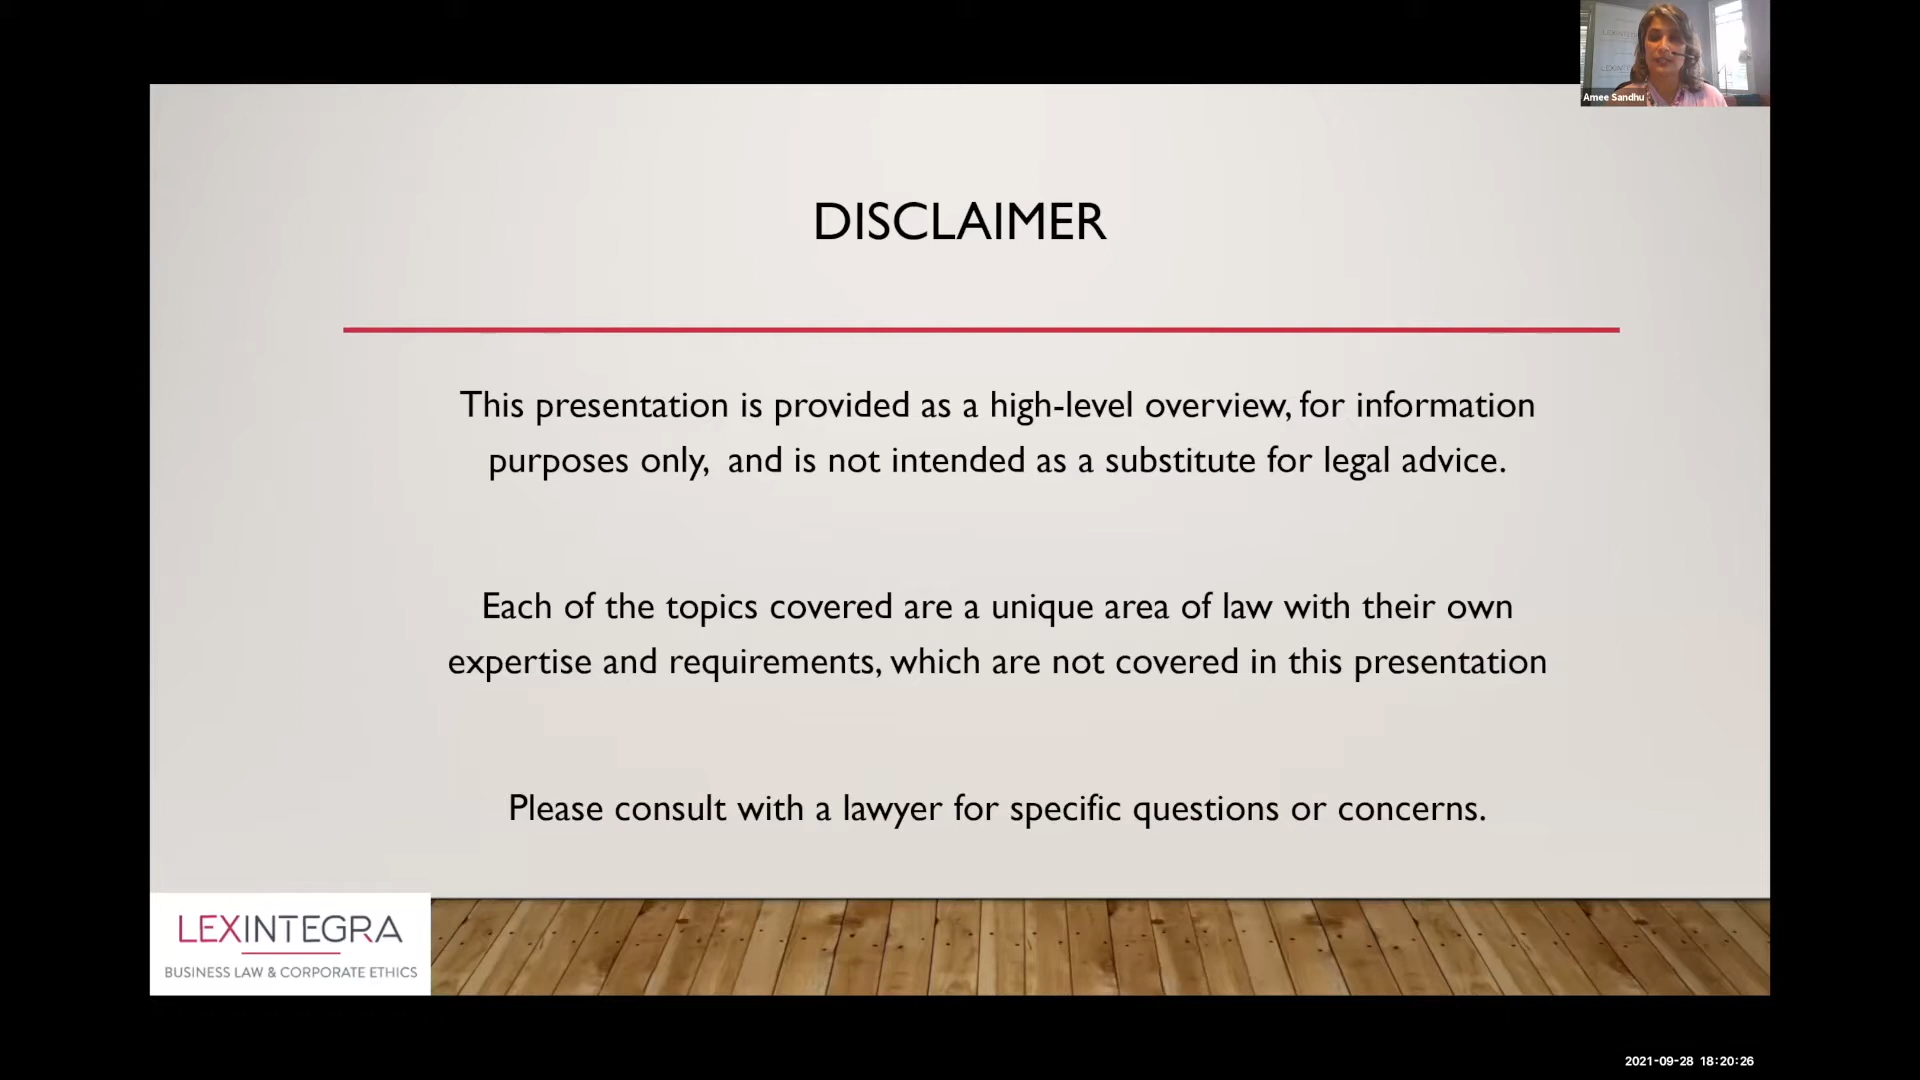 Amee Sandhu
DISCLAIMER
This presentation is provided as a high-level overview, for information
purposes only, and is not intended as a substitute for legal advice.
Each of the topics covered are a unique area of law with their own
expertise and requirements, which are not covered in this presentation
Please consult with a lawyer for specific questions or concerns.
LEXINTEGRA
BUSINESS LAW & CORPORATE ETHICS
2021-09-28 18:20:26